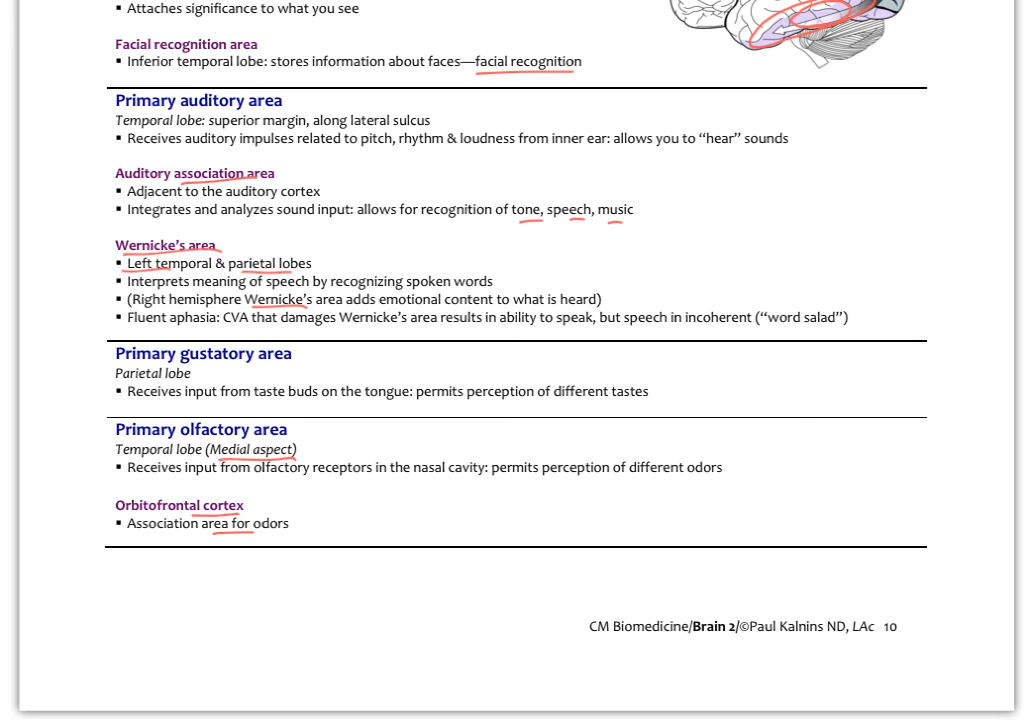 ▪ Attaches significance to what you see
Facial recognition area
▪ Inferior temporal lobe: stores information about faces—facial recognition
Primary auditory area
Temporal lobe: superior margin, along lateral sulcus
▪ Receives auditory impulses related to pitch, rhythm & loudness from inner ear: allows you to “hear” sounds
Auditory association area
▪ Adjacent to the auditory cortex
▪ Integrates and analyzes sound input: allows for recognition of tone, speech, music
Wernicke’s area
▪ Left temporal & parietal lobes
▪ Interprets meaning of speech by recognizing spoken words
▪ (Right hemisphere Wernicke’s area adds emotional content to what is heard)
▪ Fluent aphasia: CVA that damages Wernicke’s area results in ability to speak, but speech in incoherent (“word salad”)
Primary gustatory area
Parietal lobe
▪ Receives input from taste buds on the tongue: permits perception of different tastes
Primary olfactory area
Temporal lobe (Medial aspect)
▪ Receives input from olfactory receptors in the nasal cavity: permits perception of different odors
Orbitofrontal cortex
▪ Association area for odors
CM Biomedicine/Brain 2/©Paul Kalnins ND, LAc 10